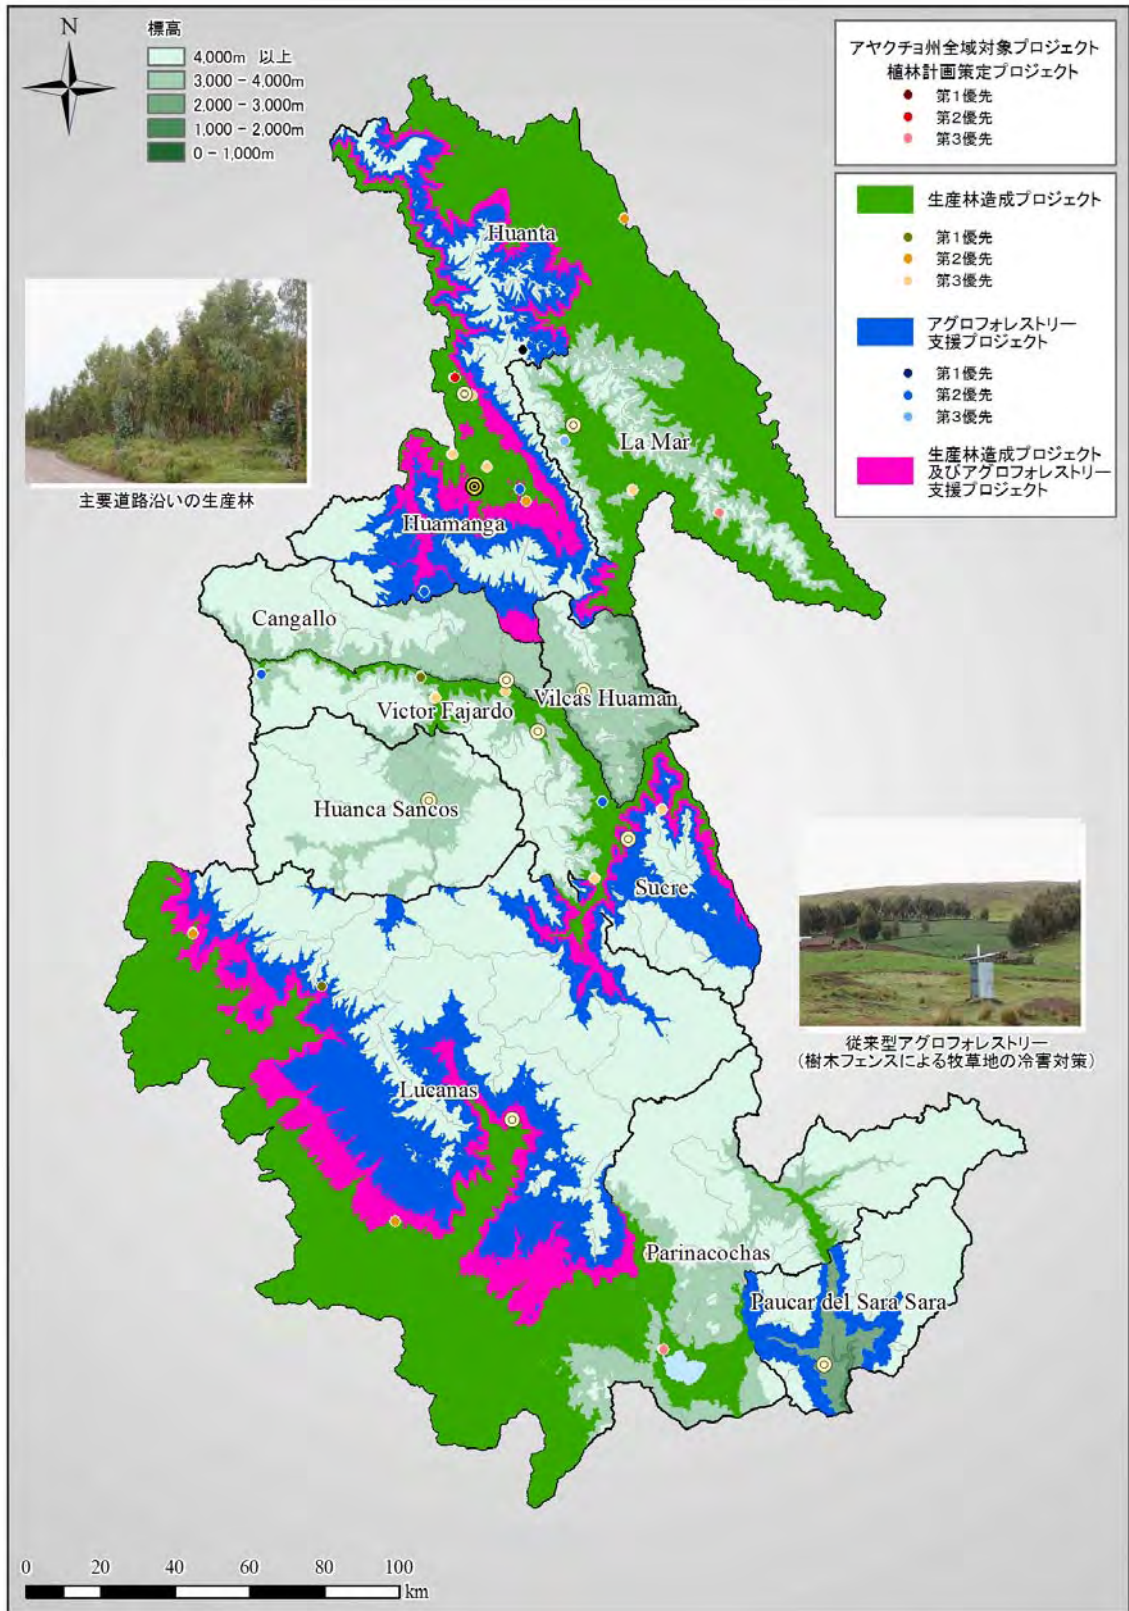 N
標高
4,000m 以上
3,000 - 4,000m
2,000 - 3,000m
1,000 - 2,000m
0 - 1,000m
アヤクチョ州全域対象プロジェクト
植林計画策定プロジェクト
第1優先
第2優先
第3優先
生産林造成プロジェクト
第1優先
第2優先
第3優先
アグロフォレストリー
支援プロジェクト
第1優先
第2優先
第3優先
生産林造成プロジェクト
及びアグロフォレストリー
支援プロジェクト
Huanta
La Mar
主要道路沿いの生産林
Huamanga
Cangallo
Vilcas Huaman
Victor Fajardo
Huanca Sancos
Sucre
従来型アグロフォレストリー
(樹木フェンスによる牧草地の冷害対策)
Lucanas
Parinacochas
Paucar del Sara Sara
0 20 40 60 80 100
km